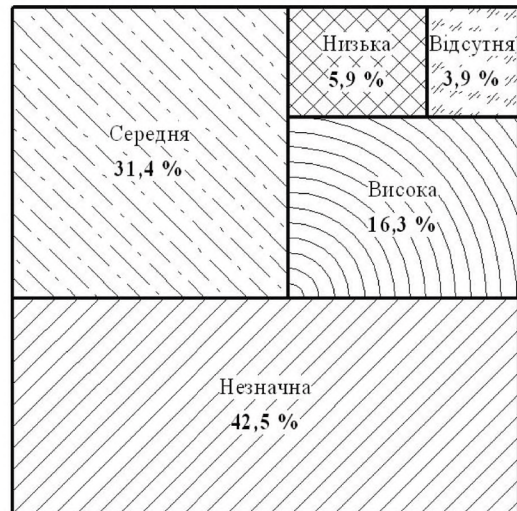 Середня
31,4 %
Низька
5,9 %
Відсутня
3,9 %
Висока
16,3 %
Незначна
42,5 %